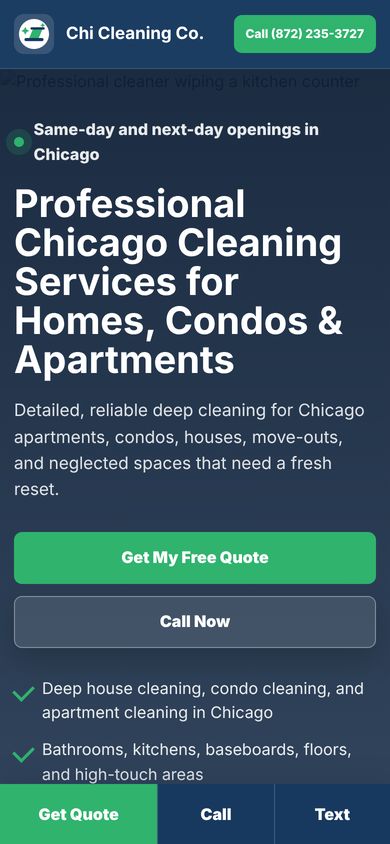 Chi Cleaning Co.
Call (872) 235-3727
Professional cleaner wiping a kitchen counter
Same-day and next-day openings in
Chicago
Professional
Chicago Cleaning
Services for
Homes, Condos &
Apartments
Detailed, reliable deep cleaning for Chicago
apartments, condos, houses, move-outs,
and neglected spaces that need a fresh
reset.
Get My Free Quote
Call Now
Deep house cleaning, condo cleaning, and
apartment cleaning in Chicago
Bathrooms, kitchens, baseboards, floors,
and high-touch areas
Get Quote
Call
Text